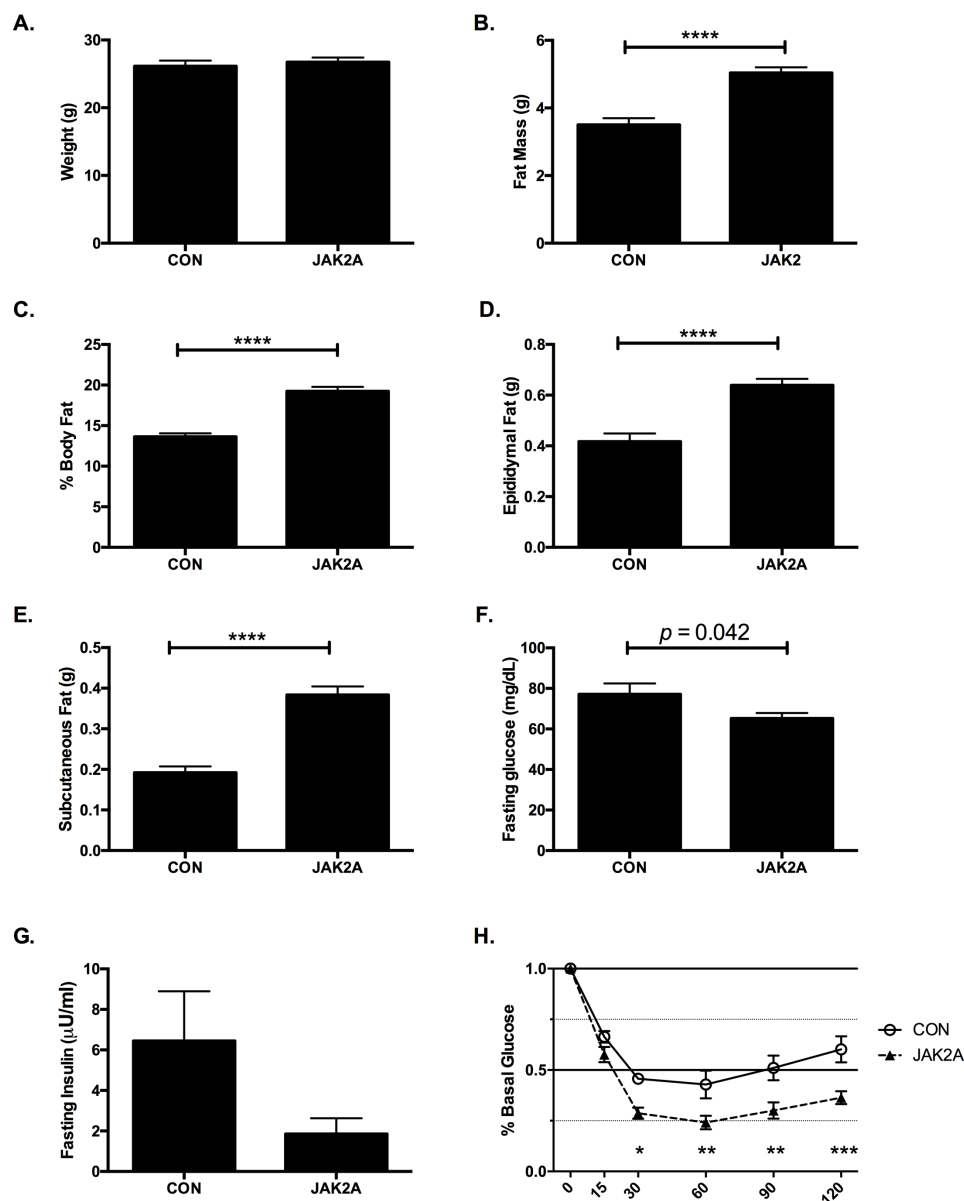 A.
30
20
10
0
Weight (g)
CON JAK2A
B.
****
6
4
2
0
Fat Mass (g)
CON JAK2
C.
****
25
20
15
10
5
0
% Body Fat
CON JAK2A
D.
****
0.8
0.6
0.4
0.2
0.0
Epididymal Fat (g)
CON JAK2A
E.
****
0.5
0.4
0.3
0.2
0.1
0.0
Subcutaneous Fat (g)
CON JAK2A
F.
p = 0.042
100
80
60
40
20
0
Fasting glucose (mg/dL)
CON JAK2A
G.
10
8
6
4
2
0
Fasting Insulin (μU/ml)
CON JAK2A
H.
1.0
0.5
0.0
% Basal Glucose
CON
JAK2A
* ** ** ***
0 15 30 60 90 120